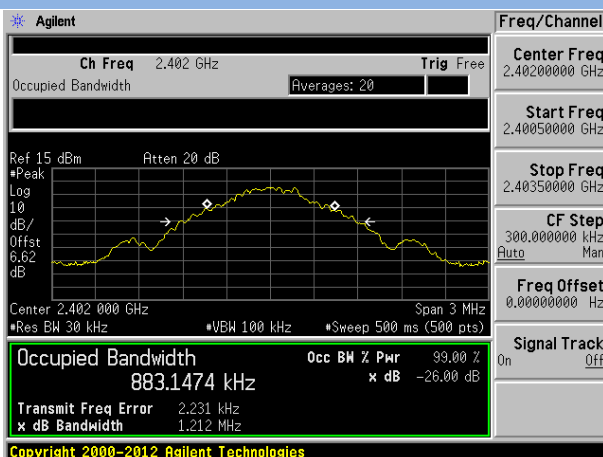 Agilent
Freq/Channel
Ch Freq 2.402 GHz Trig Free
Occupied Bandwidth Averages: 20
Center Freq
2.40200000 GHz
Start Freq
2.40050000 GHz
Stop Freq
2.40350000 GHz
CF Step
300.000000 kHz
Auto Man
Freq Offset
0.00000000 Hz
Signal Track
On Off
Ref 15 dBm Atten 20 dB
#Peak
Log
10
dB/
Offst
6.62
dB
Center 2.402 000 GHz Span 3 MHz
#Res BW 30 kHz #VBW 100 kHz #Sweep 500 ms (500 pts)
Occupied Bandwidth Occ BW % Pwr 99.00 %
883.1474 kHz x dB -26.00 dB
Transmit Freq Error 2.231 kHz
x dB Bandwidth 1.212 MHz
Copyright 2000-2012 Agilent Technologies